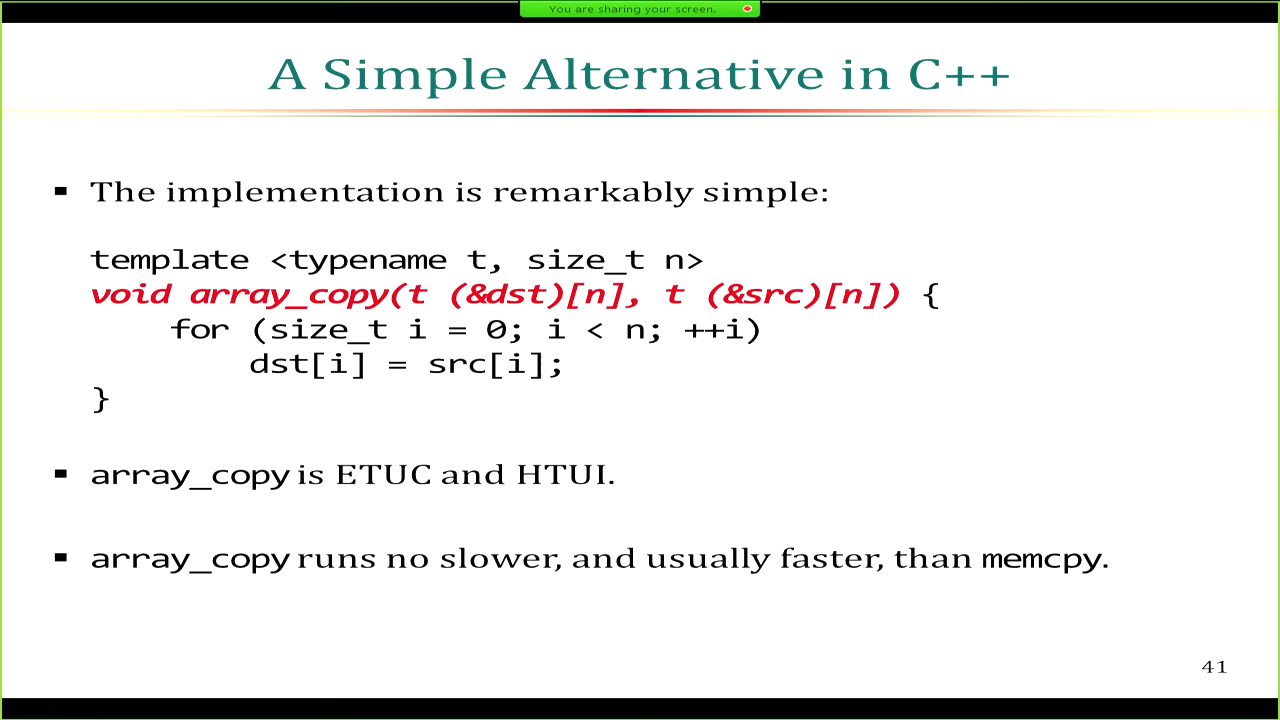 You are sharing your screen.
A Simple Alternative in C++
▪ The implementation is remarkably simple:
template <typename t, size_t n>
void array_copy(t (&dst)[n], t (&src)[n]) {
    for (size_t i = 0; i < n; ++i)
        dst[i] = src[i];
}
▪ array_copy is ETUC and HTUI.
▪ array_copy runs no slower, and usually faster, than memcpy.
41